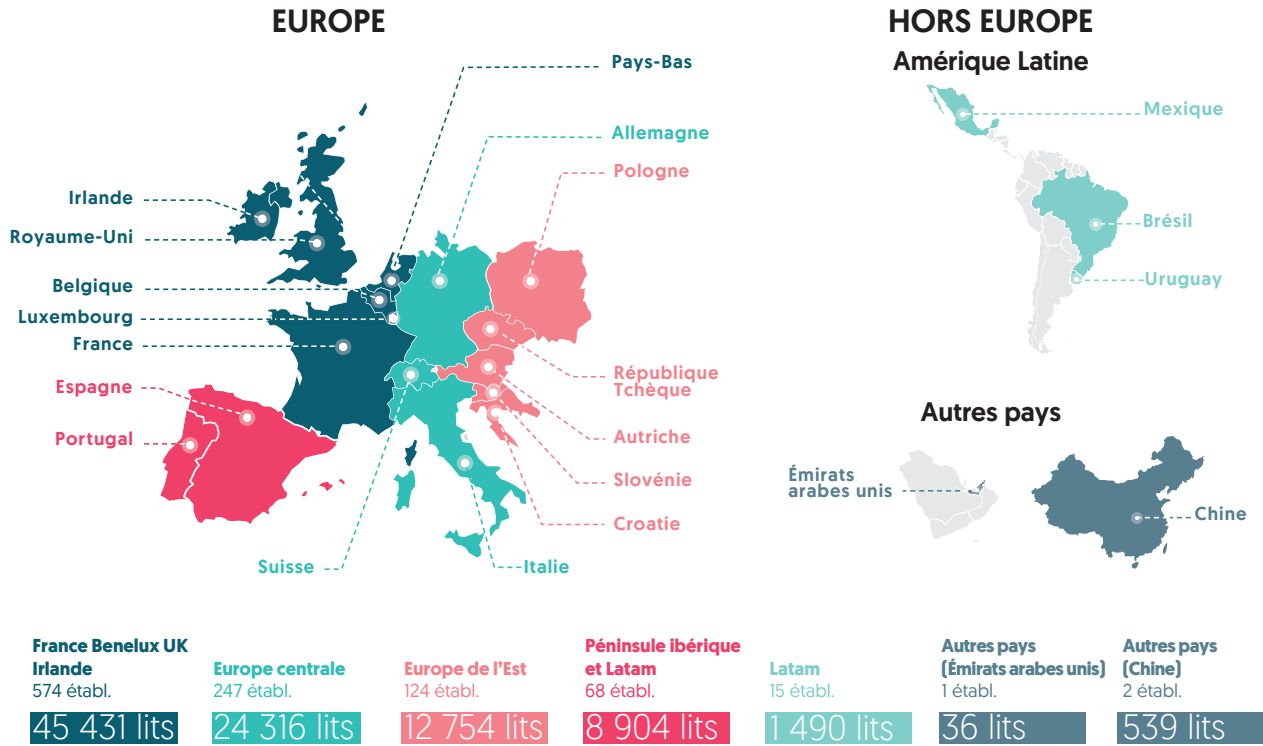 EUROPE
Pays-Bas
Allemagne
Pologne
Irlande
Royaume-Uni
Belgique
Luxembourg
France
Espagne
Portugal
République
Tchèque
Autriche
Slovénie
Croatie
Suisse
Italie
HORS EUROPE
Amérique Latine
Mexique
Brésil
Uruguay
Autres pays
Émirats
arabes unis
Chine
France Benelux UK
Irlande
574 établ.
45 431 lits
Europe centrale
247 établ.
24 316 lits
Europe de l'Est
124 établ.
12 754 lits
Péninsule ibérique
et Latam
68 établ.
8 904 lits
Latam
15 établ.
1 490 lits
Autres pays
(Émirats arabes unis)
1 établ.
36 lits
Autres pays
(Chine)
2 établ.
539 lits